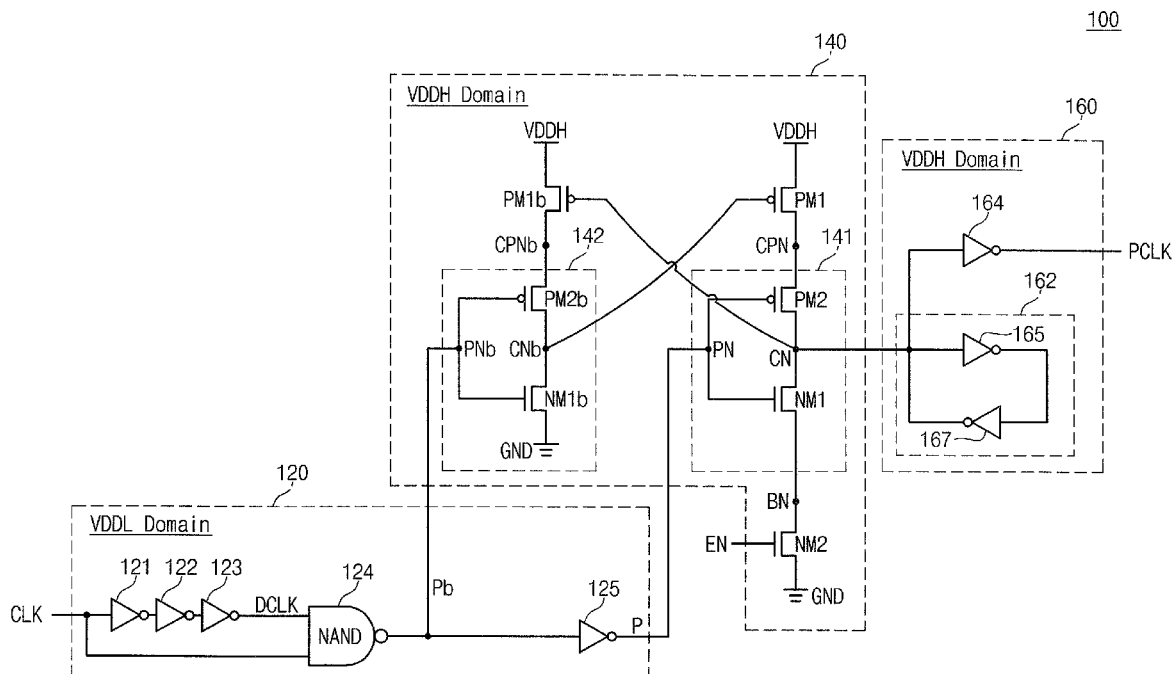 100
140
VDDH Domain
VDDH
VDDH
160
VDDH Domain
PM1b
PM1
164
CPNb
142
CPN
141
PCLK
PM2b
PM2
162
165
PNb
CNb
PN
CN
NM1b
NM1
167
GND
120
BN
VDDL Domain
EN
NM2
121
122
123
124
125
GND
CLK
DCLK
Pb
P
NAND